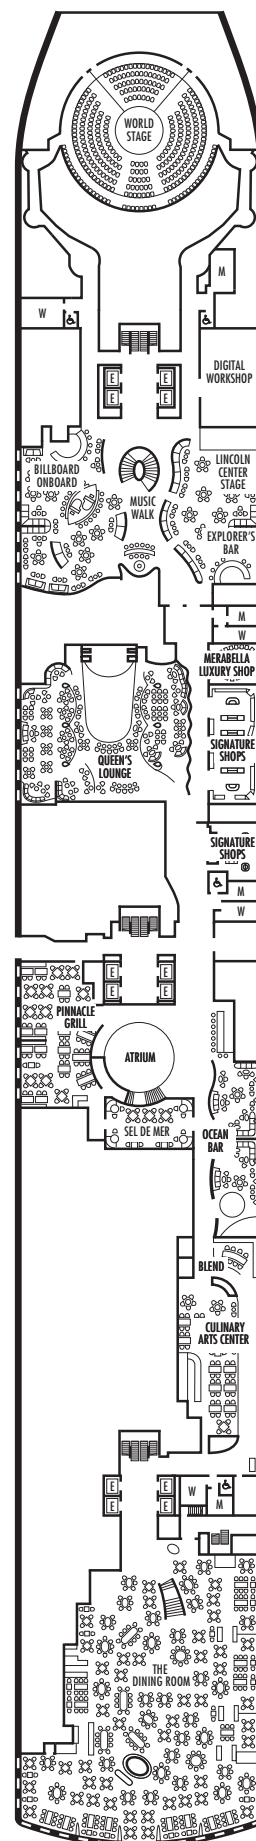 WORLD
STAGE
M
W
DIGITAL
WORKSHOP
E E
E E
BILLBOARD
ONBOARD
LINCOLN
CENTER
STAGE
MUSIC
WALK
EXPLORER'S
BAR
M
W
MERABELLA
LUXURY SHOP
SIGNATURE
SHOPS
QUEEN'S
LOUNGE
SIGNATURE
SHOPS
M
W
E E
E E
PINNACLE
GRILL
ATRIUM
SEL DE MER
OCEAN
BAR
BLEND
CULINARY
ARTS CENTER
E E
E E
W
M
THE
DINING ROOM